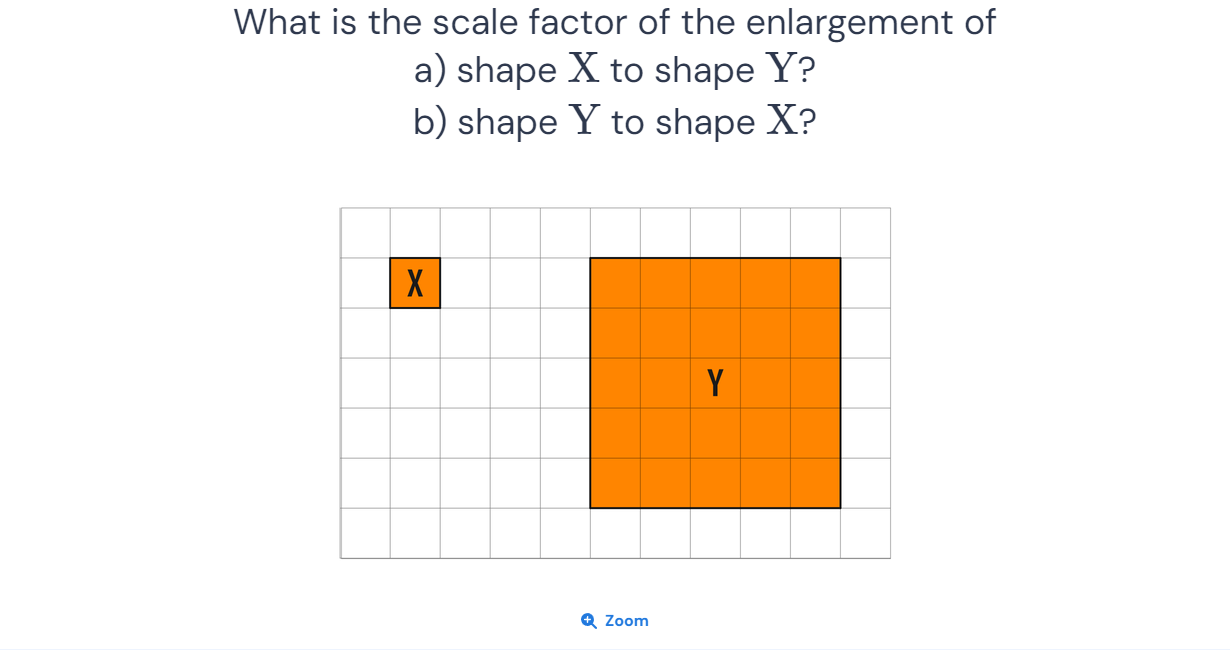 What is the scale factor of the enlargement of
a) shape X to shape Y?
b) shape Y to shape X?
X
Y
Zoom